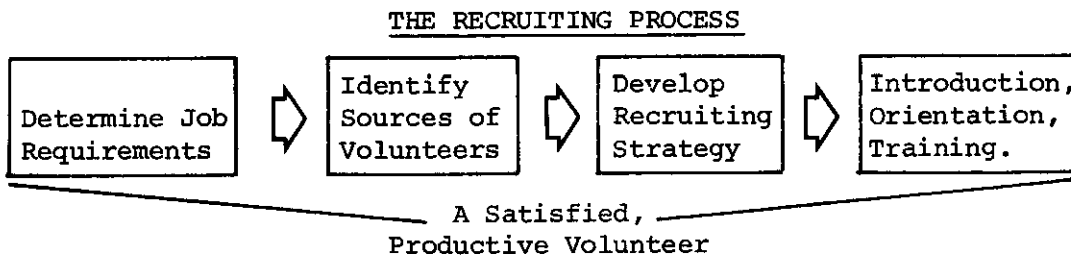 THE RECRUITING PROCESS
Determine Job
Requirements
Identify
Sources of
Volunteers
Develop
Recruiting
Strategy
Introduction,
Orientation,
Training.
A Satisfied,
Productive Volunteer